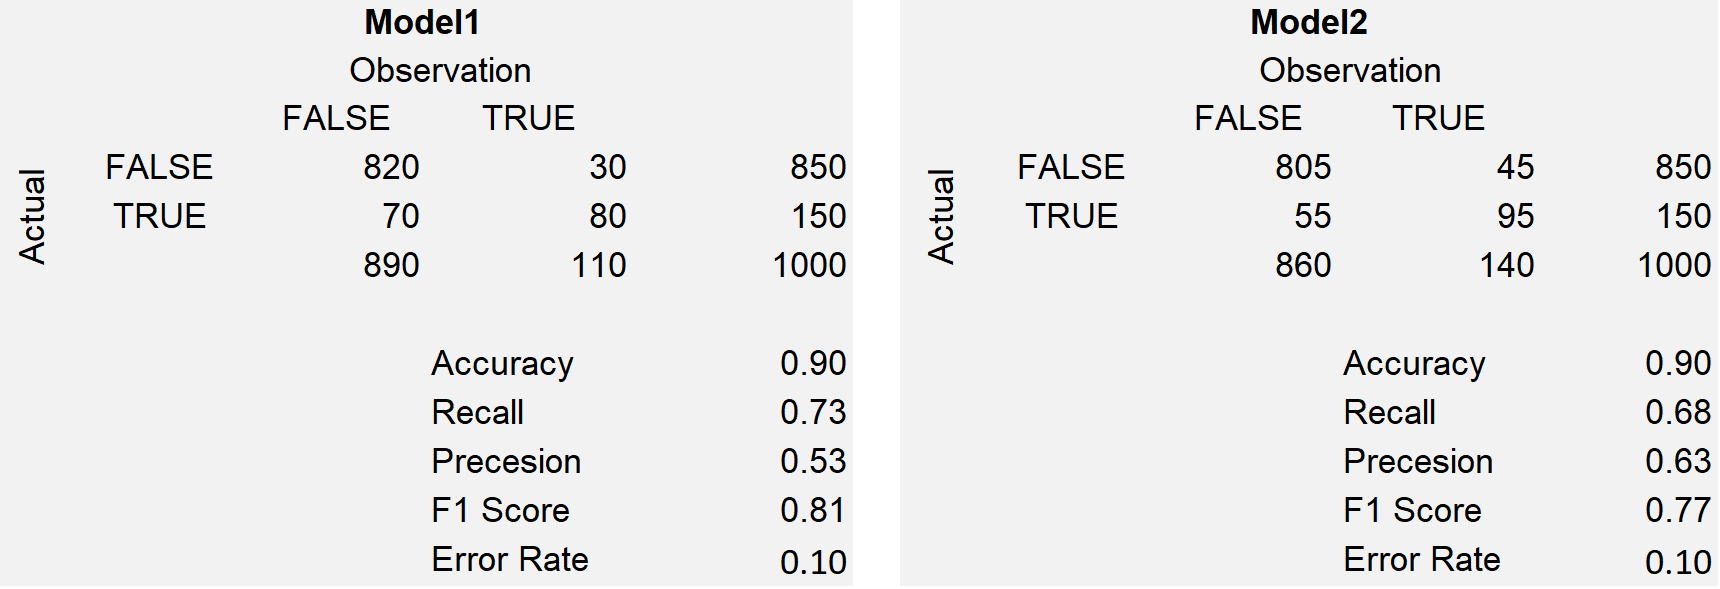 Model1
Observation
FALSE TRUE
Actual
FALSE 820 30 850
TRUE 70 80 150
890 110 1000
Accuracy 0.90
Recall 0.73
Precesion 0.53
F1 Score 0.81
Error Rate 0.10
Model2
Observation
FALSE TRUE
Actual
FALSE 805 45 850
TRUE 55 95 150
860 140 1000
Accuracy 0.90
Recall 0.68
Precesion 0.63
F1 Score 0.77
Error Rate 0.10